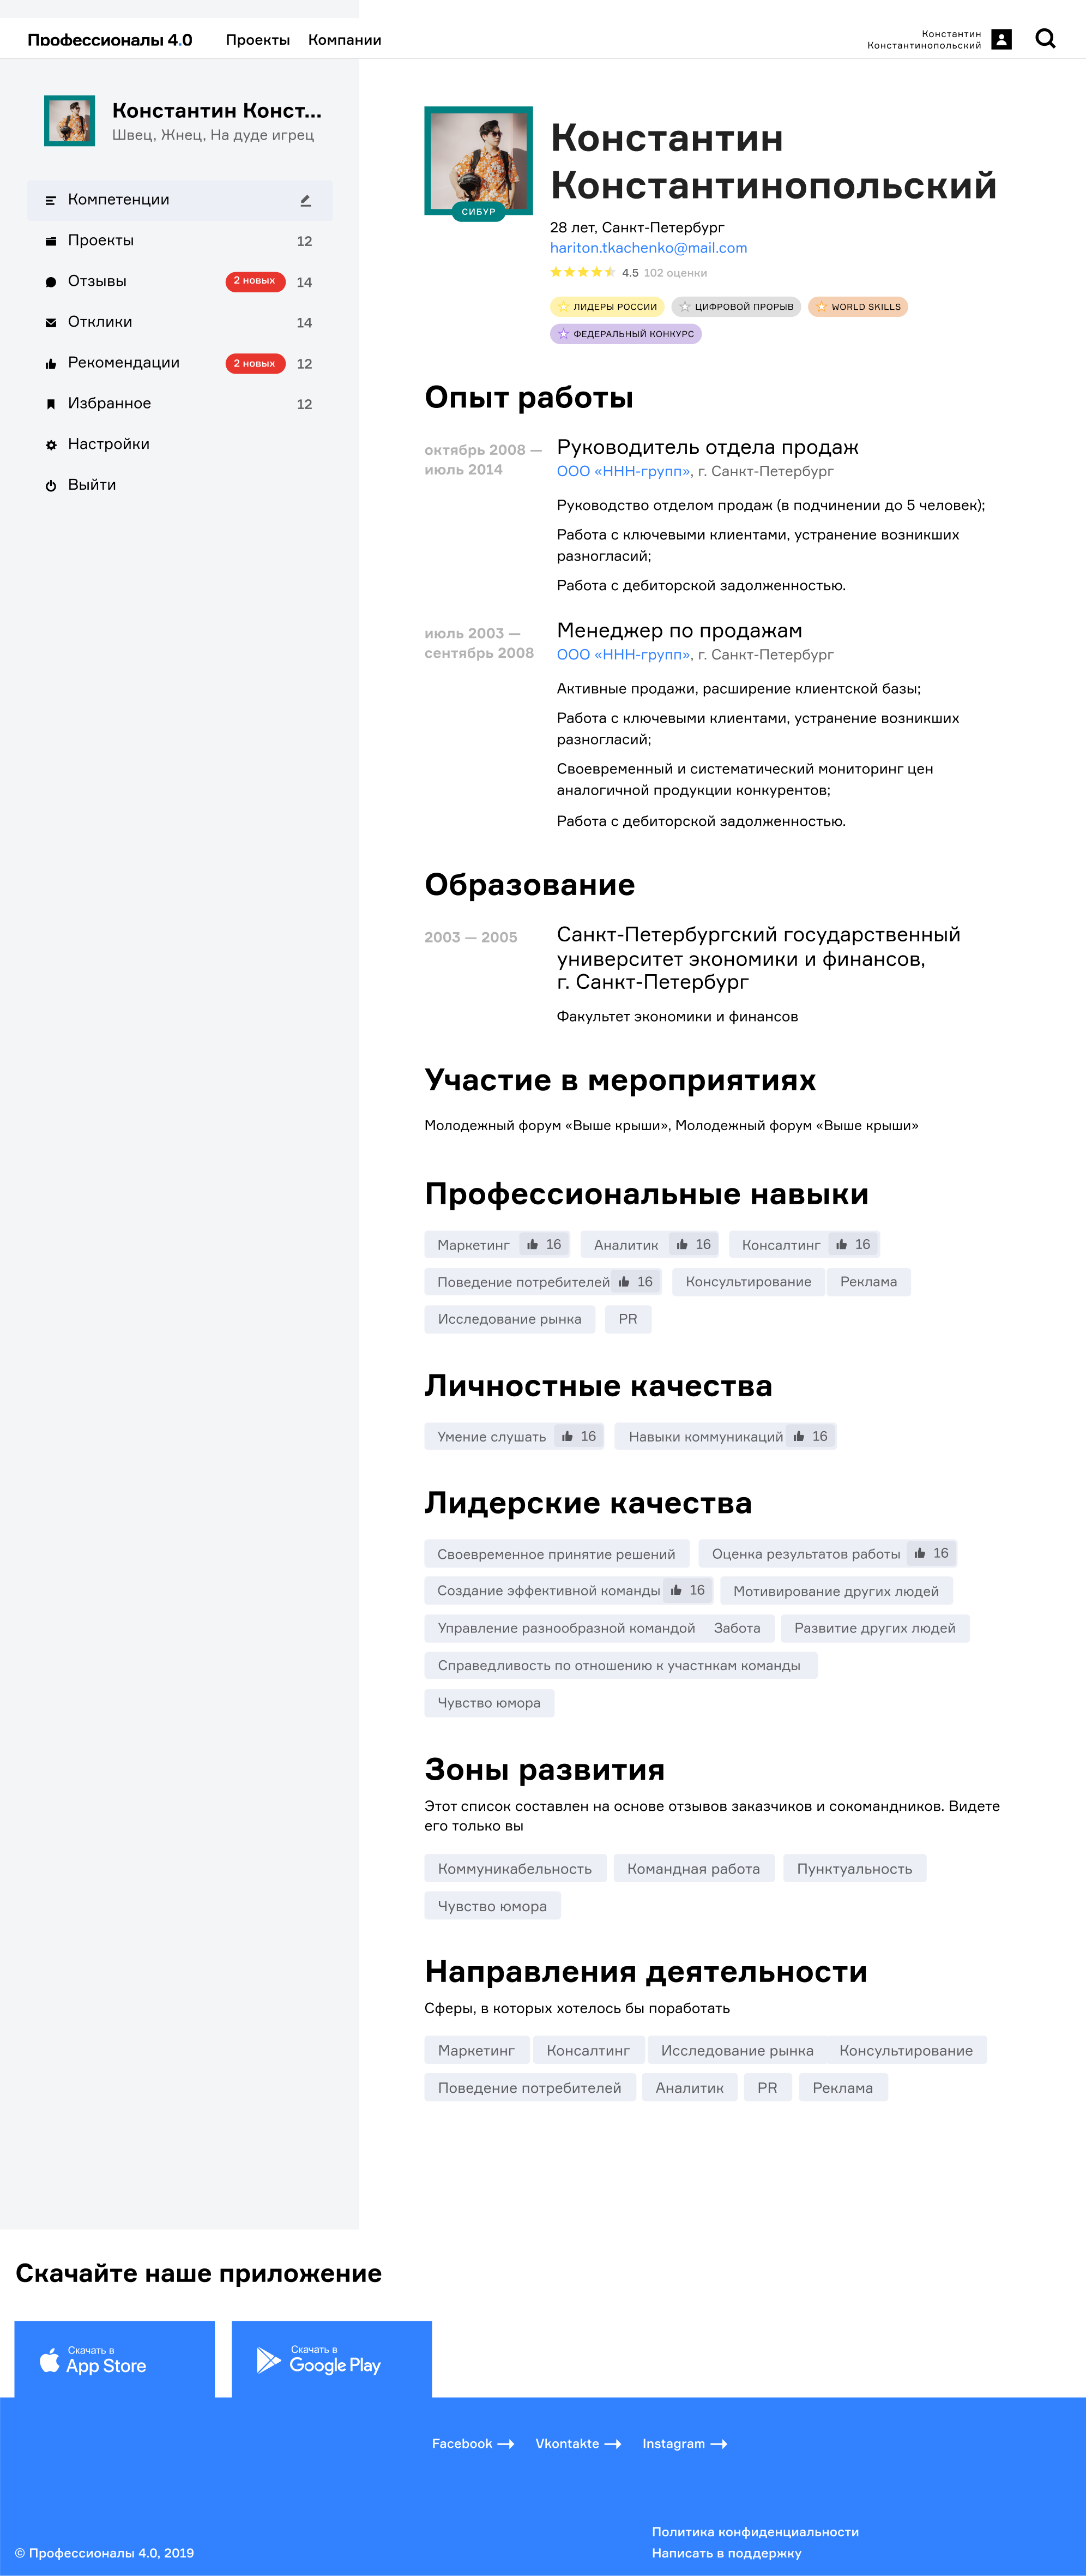 Профессионалы 4.0
Проекты
Компании
Константин
Константинопольский
Константин Конст...
Швец, Жнец, На дуде игрец
Компетенции
Проекты 12
Отзывы 2 новых 14
Отклики 14
Рекомендации 2 новых 12
Избранное 12
Настройки
Выйти
СИБУР
Константин
Константинопольский
28 лет, Санкт-Петербург
hariton.tkachenko@mail.com
4.5 102 оценки
ЛИДЕРЫ РОССИИ ЦИФРОВОЙ ПРОРЫВ WORLD SKILLS
ФЕДЕРАЛЬНЫЙ КОНКУРС
Опыт работы
октябрь 2008 —
июль 2014
Руководитель отдела продаж
ООО «ННН-групп», г. Санкт-Петербург
Руководство отделом продаж (в подчинении до 5 человек);
Работа с ключевыми клиентами, устранение возникших
разногласий;
Работа с дебиторской задолженностью.
июль 2003 —
сентябрь 2008
Менеджер по продажам
ООО «ННН-групп», г. Санкт-Петербург
Активные продажи, расширение клиентской базы;
Работа с ключевыми клиентами, устранение возникших
разногласий;
Своевременный и систематический мониторинг цен
аналогичной продукции конкурентов;
Работа с дебиторской задолженностью.
Образование
2003 — 2005
Санкт-Петербургский государственный
университет экономики и финансов,
г. Санкт-Петербург
Факультет экономики и финансов
Участие в мероприятиях
Молодежный форум «Выше крыши», Молодежный форум «Выше крыши»
Профессиональные навыки
Маркетинг 16 Аналитик 16 Консалтинг 16
Поведение потребителей 16 Консультирование Реклама
Исследование рынка PR
Личностные качества
Умение слушать 16 Навыки коммуникаций 16
Лидерские качества
Своевременное принятие решений Оценка результатов работы 16
Создание эффективной команды 16 Мотивирование других людей
Управление разнообразной командой Забота Развитие других людей
Справедливость по отношению к участнкам команды
Чувство юмора
Зоны развития
Этот список составлен на основе отзывов заказчиков и сокомандников. Видете
его только вы
Коммуникабельность Командная работа Пунктуальность
Чувство юмора
Направления деятельности
Сферы, в которых хотелось бы поработать
Маркетинг Консалтинг Исследование рынка Консультирование
Поведение потребителей Аналитик PR Реклама
Скачайте наше приложение
Скачать в
App Store
Скачать в
Google Play
Facebook Vkontakte Instagram
Политика конфиденциальности
© Профессионалы 4.0, 2019
Написать в поддержку